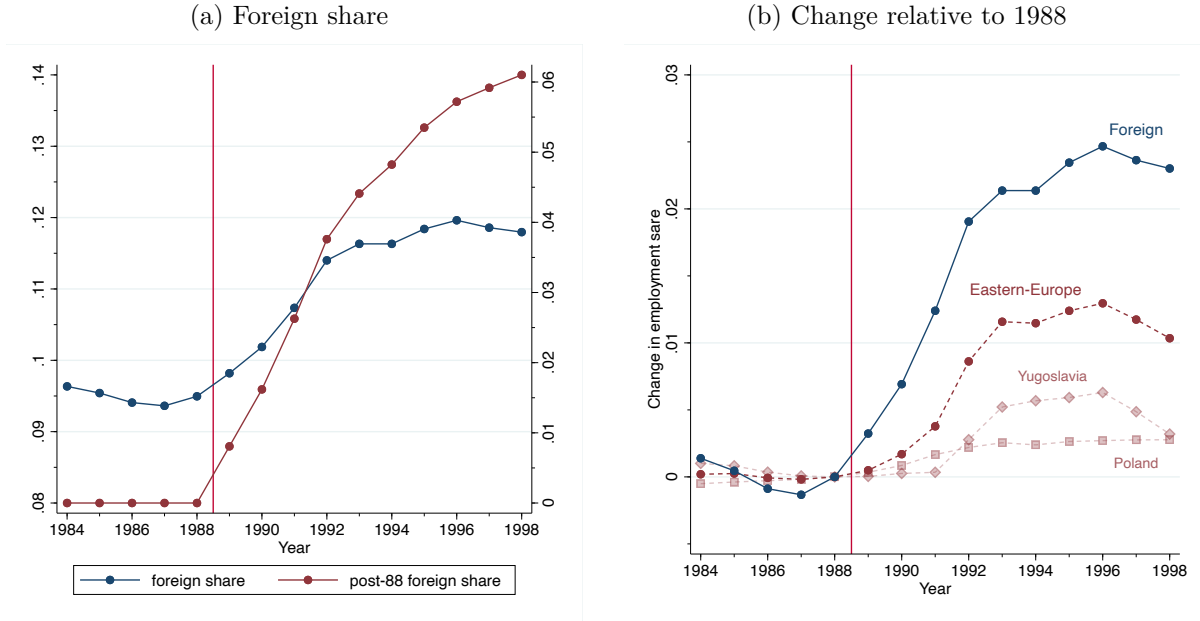 (a) Foreign share
.14
.13
.12
.11
.1
.09
.08
.06
.05
.04
.03
.02
.01
0
1984 1986 1988 1990 1992 1994 1996 1998
Year
foreign share post-88 foreign share
(b) Change relative to 1988
Change in employment sare
.03
.02
.01
0
Foreign
Eastern-Europe
Yugoslavia
Poland
1984 1986 1988 1990 1992 1994 1996 1998
Year